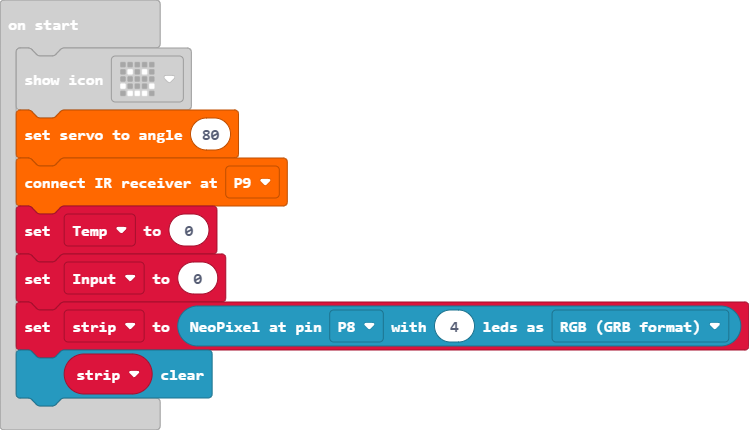 on start
show icon
set servo to angle 80
connect IR receiver at P9
set Temp to 0
set Input to 0
set strip to NeoPixel at pin P8 with 4 leds as RGB (GRB format)
strip clear